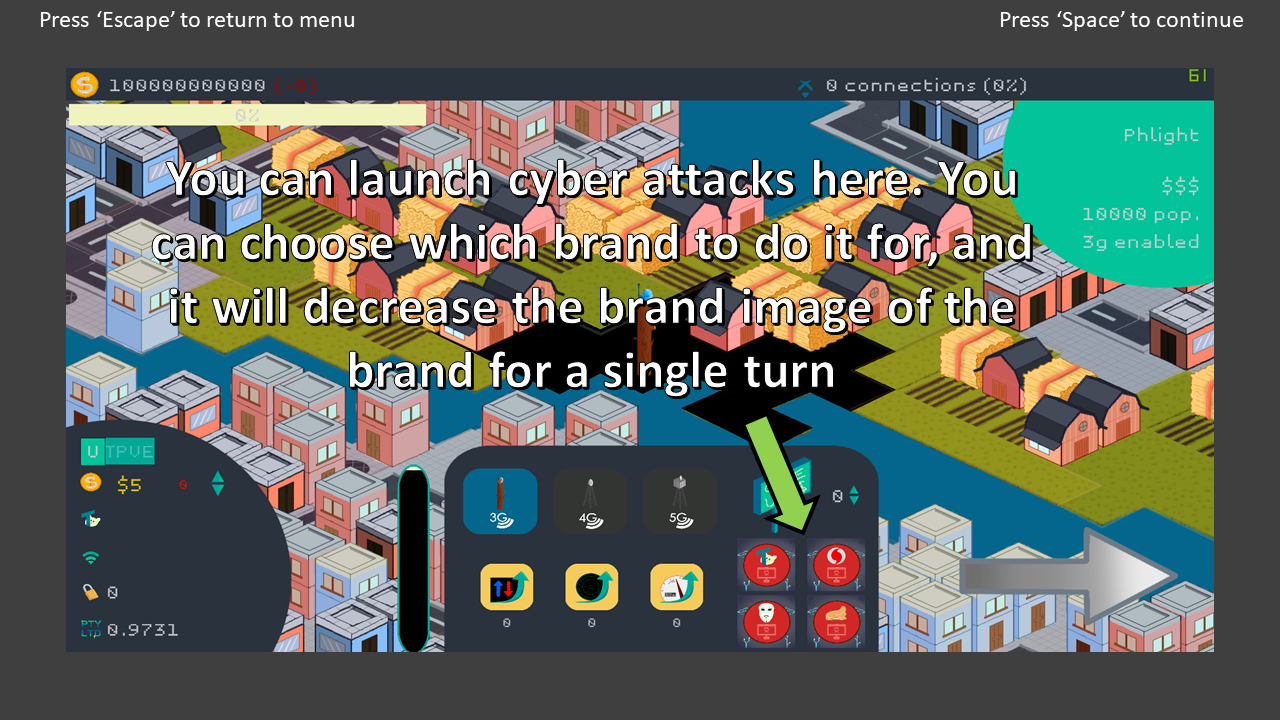 Press ‘Escape’ to return to menu
Press ‘Space’ to continue
100000000000 (-0)
0 connections (0%)
61
0%
Phlight
$$$
10000 pop.
3g enabled
You can launch cyber attacks here. You
can choose which brand to do it for, and
it will decrease the brand image of the
brand for a single turn
U TPVE
$5 0
0
3G
4G
5G
0
0
PTY LTD 0.9731
0 0 0